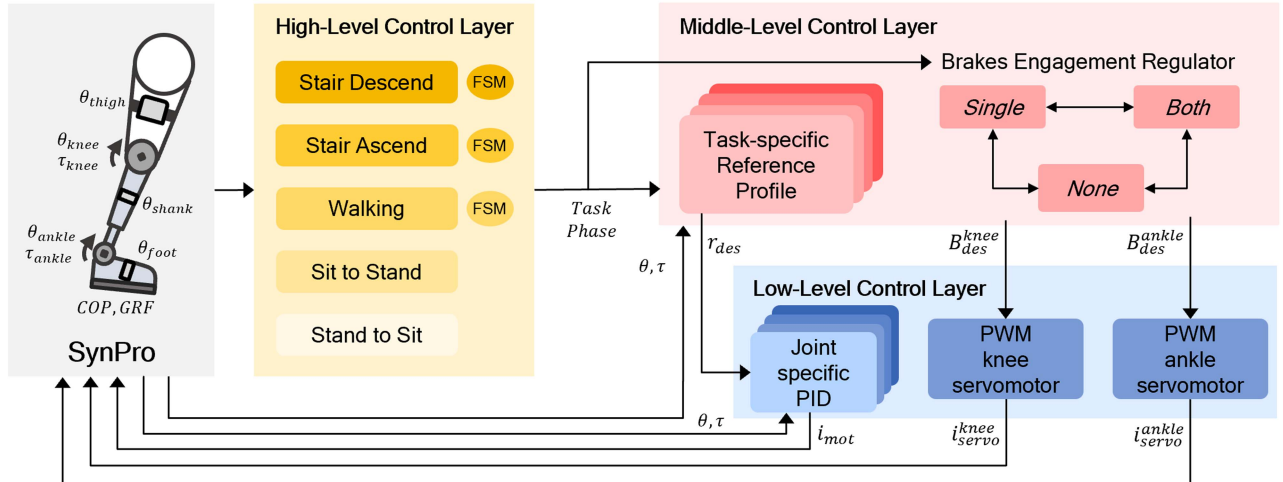 θ_thigh
θ_knee
τ_knee
θ_shank
θ_ankle
τ_ankle
θ_foot
COP, GRF
SynPro
High-Level Control Layer
Stair Descend FSM
Stair Ascend FSM
Walking FSM
Sit to Stand
Stand to Sit
Task
Phase
Middle-Level Control Layer
Brakes Engagement Regulator
Single Both
None
Task-specific
Reference
Profile
θ, τ
r_des
B_des^knee
B_des^ankle
Low-Level Control Layer
Joint
specific
PID
PWM
knee
servomotor
PWM
ankle
servomotor
θ, τ
i_mot
i_servo^knee
i_servo^ankle